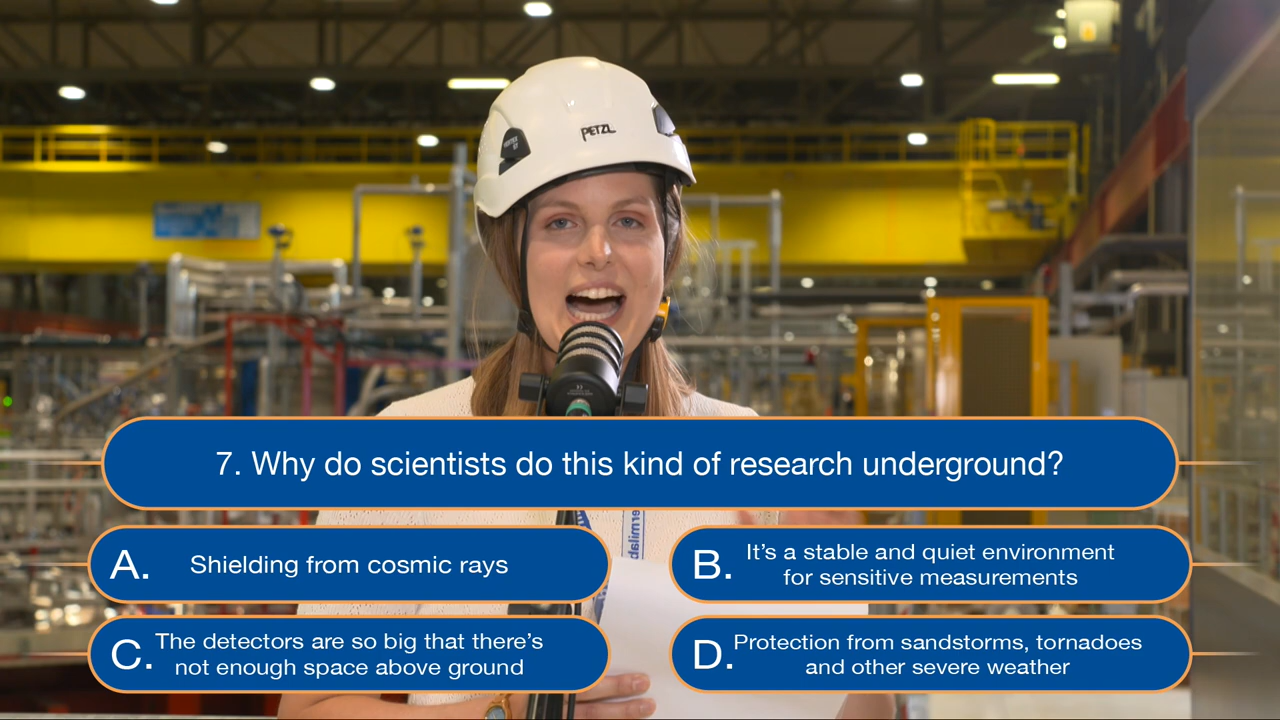 PETZL
7. Why do scientists do this kind of research underground?
ermilab
A. Shielding from cosmic rays
B. It's a stable and quiet environment
for sensitive measurements
C. The detectors are so big that there's
not enough space above ground
D. Protection from sandstorms, tornadoes
and other severe weather